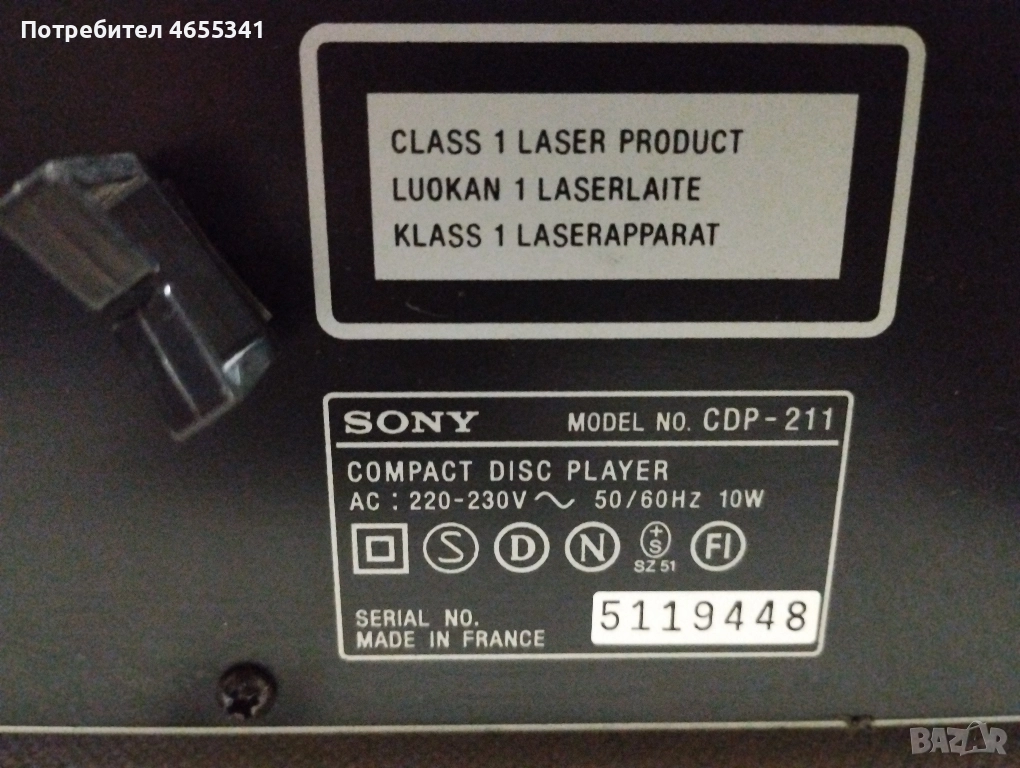 Потребител 4655341
CLASS 1 LASER PRODUCT
LUOKAN 1 LASERLAITE
KLASS 1 LASERAPPARAT
SONY MODEL NO. CDP-211
COMPACT DISC PLAYER
AC : 220-230V ~ 50/60Hz 10W
S D N +S FI
SZ 51
SERIAL NO. 5119448
MADE IN FRANCE
BAZAR